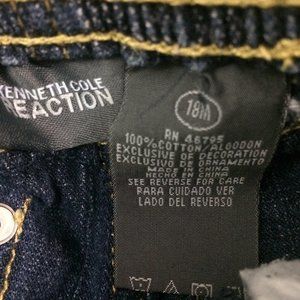 KENNETH COLE
REACTION
18M
RN 46795
100% COTTON/ALGODON
EXCLUSIVE OF DECORATION
EXCLUSIVO DE ORNAMENTO
MADE IN CHINA
HECHO EN CHINA
SEE REVERSE FOR CARE
PARA CUIDADO VER
LADO DEL REVERSO